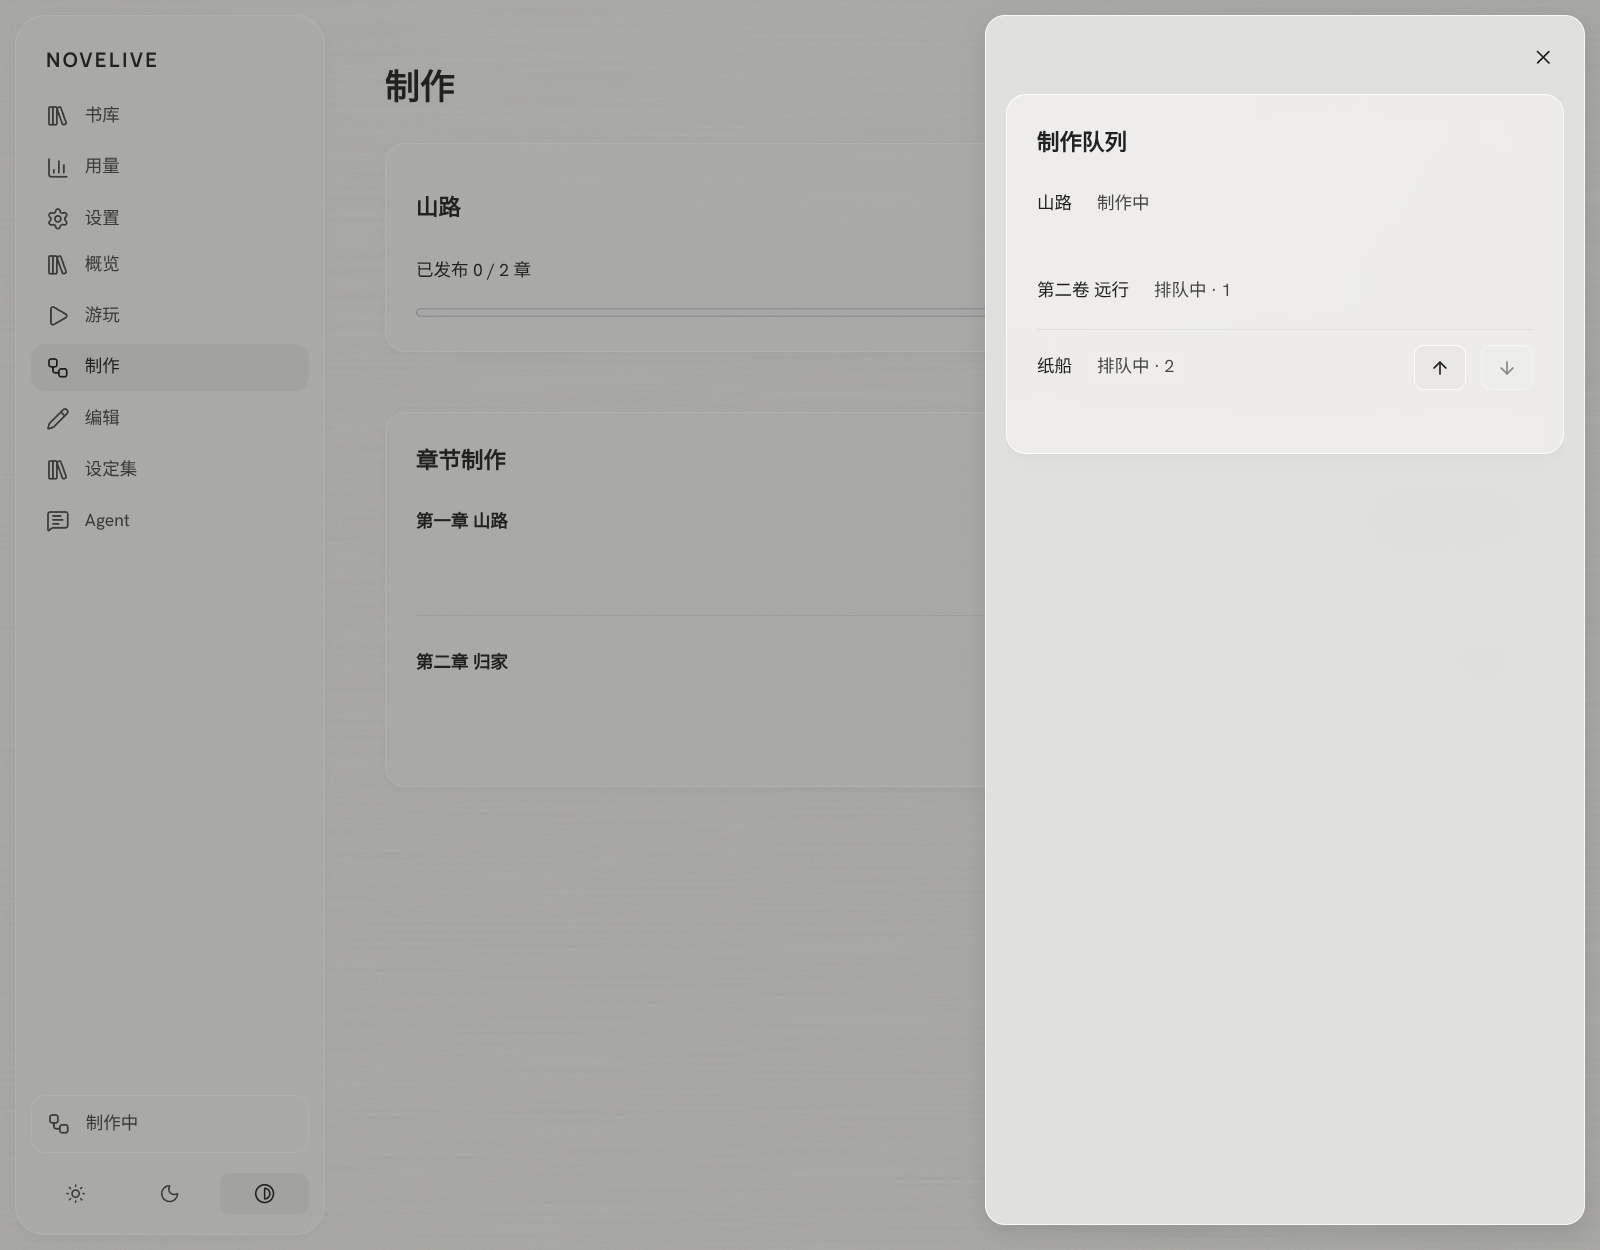 NOVELIVE
书库
用量
设置
概览
游玩
制作
编辑
设定集
Agent
制作中
制作
山路
已发布 0 / 2 章
章节制作
第一章 山路
第二章 归家
制作队列
山路 制作中
第二卷 远行 排队中 · 1
纸船 排队中 · 2